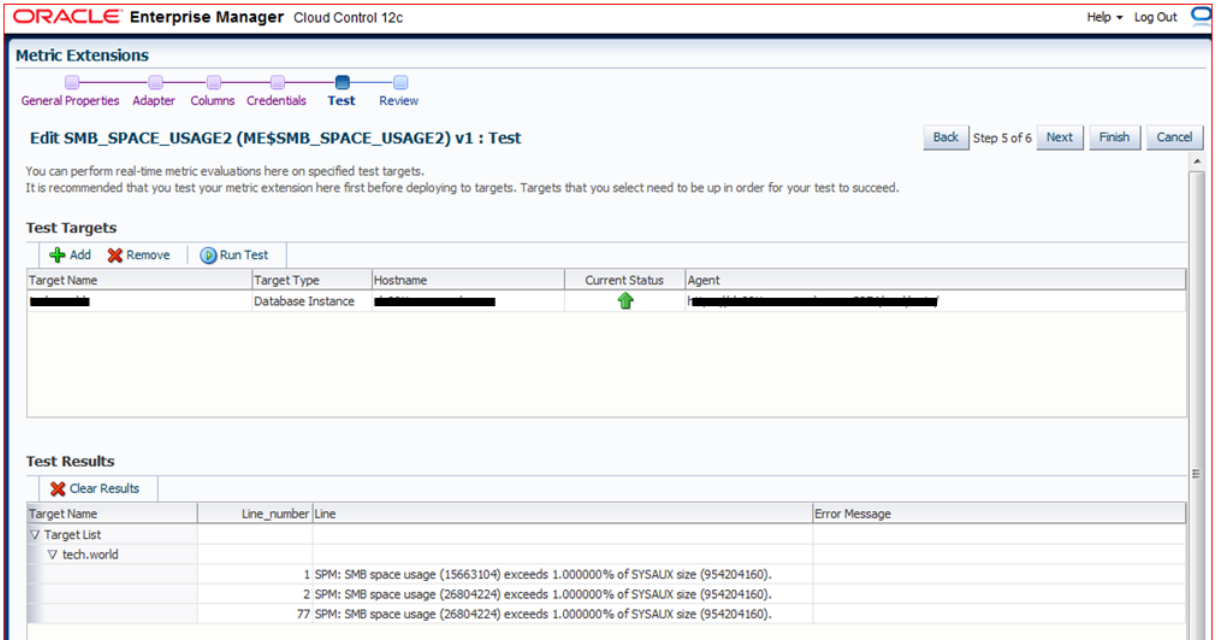 ORACLE Enterprise Manager Cloud Control 12c Help Log Out
Metric Extensions
General Properties Adapter Columns Credentials Test Review
Edit SMB_SPACE_USAGE2 (ME$SMB_SPACE_USAGE2) v1 : Test Back Step 5 of 6 Next Finish Cancel
You can perform real-time metric evaluations here on specified test targets.
It is recommended that you test your metric extension here first before deploying to targets. Targets that you select need to be up in order for your test to succeed.
Test Targets
Add Remove Run Test
Target Name Target Type Hostname Current Status Agent
Database Instance
Test Results
Clear Results
Target Name Line_number Line Error Message
Target List
tech.world
1 SPM: SMB space usage (15663104) exceeds 1.000000% of SYSAUX size (954204160).
2 SPM: SMB space usage (26804224) exceeds 1.000000% of SYSAUX size (954204160).
77 SPM: SMB space usage (26804224) exceeds 1.000000% of SYSAUX size (954204160).